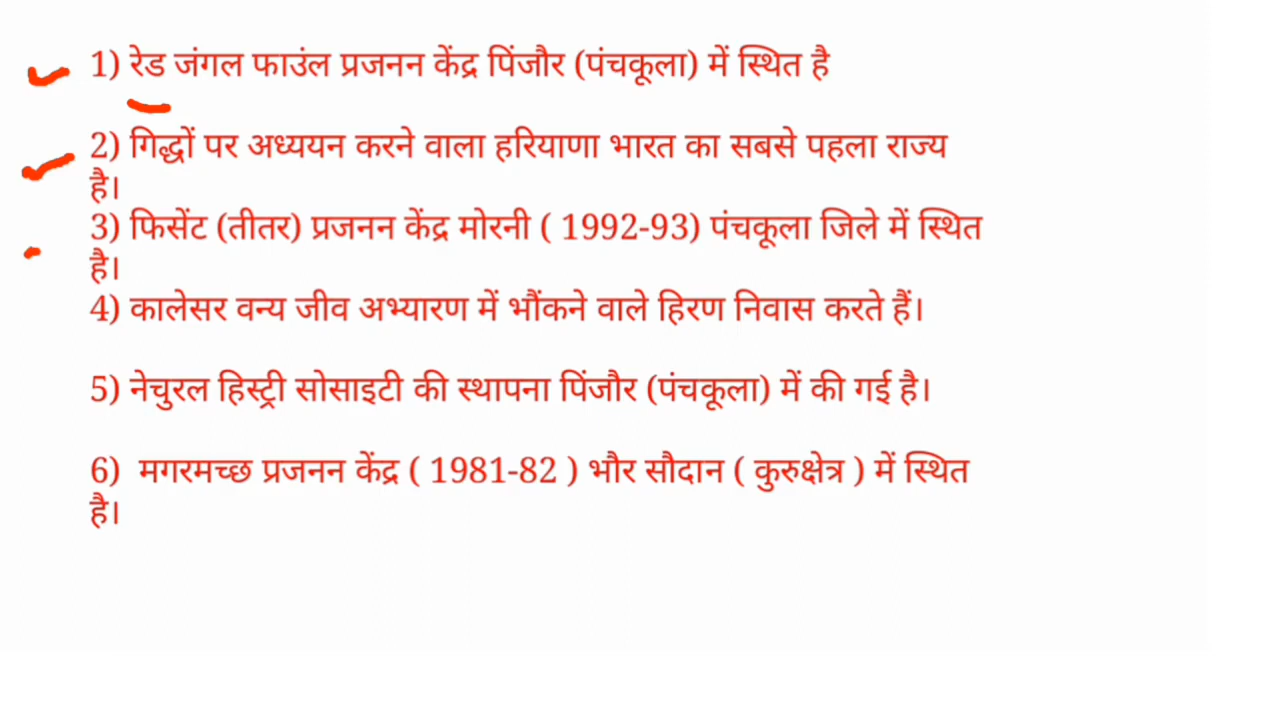 1) रेड जंगल फाउंल प्रजनन केंद्र पिंजौर (पंचकूला) में स्थित है
2) गिद्धों पर अध्ययन करने वाला हरियाणा भारत का सबसे पहला राज्य
है।
3) फिसेंट (तीतर) प्रजनन केंद्र मोरनी ( 1992-93) पंचकूला जिले में स्थित
है।
4) कालेसर वन्य जीव अभ्यारण में भौंकने वाले हिरण निवास करते हैं।
5) नेचुरल हिस्ट्री सोसाइटी की स्थापना पिंजौर (पंचकूला) में की गई है।
6) मगरमच्छ प्रजनन केंद्र ( 1981-82 ) भौर सौदान ( कुरुक्षेत्र ) में स्थित
है।